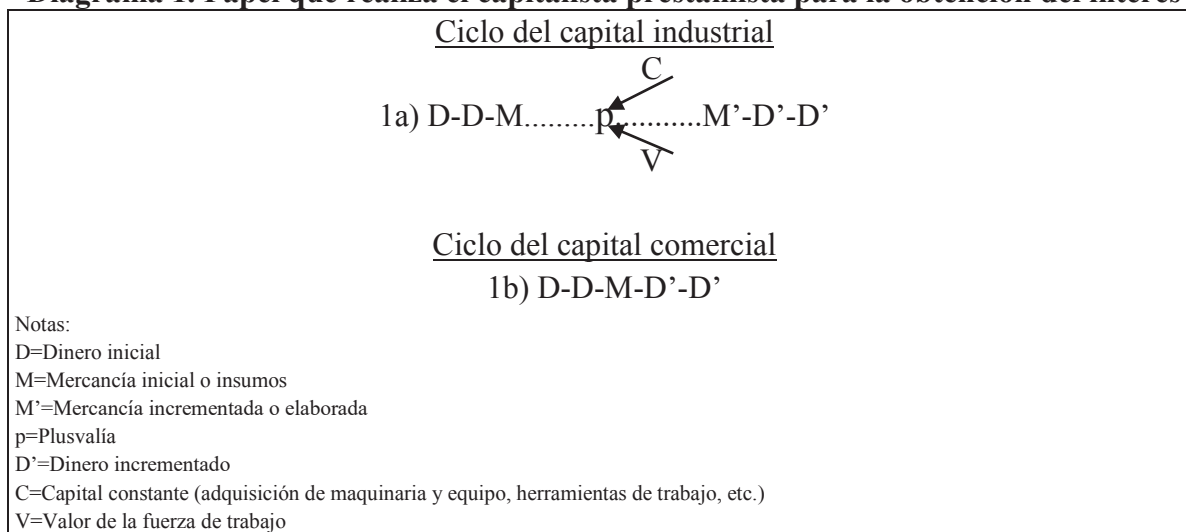 Diagrama 1. Papel que realiza el capitalista prestamista para la obtención del interés
Ciclo del capital industrial
C
1a) D-D-M.........p...........M’-D’-D’
V
Ciclo del capital comercial
1b) D-D-M-D’-D’
Notas:
D=Dinero inicial
M=Mercancía inicial o insumos
M’=Mercancía incrementada o elaborada
p=Plusvalía
D’=Dinero incrementado
C=Capital constante (adquisición de maquinaria y equipo, herramientas de trabajo, etc.)
V=Valor de la fuerza de trabajo